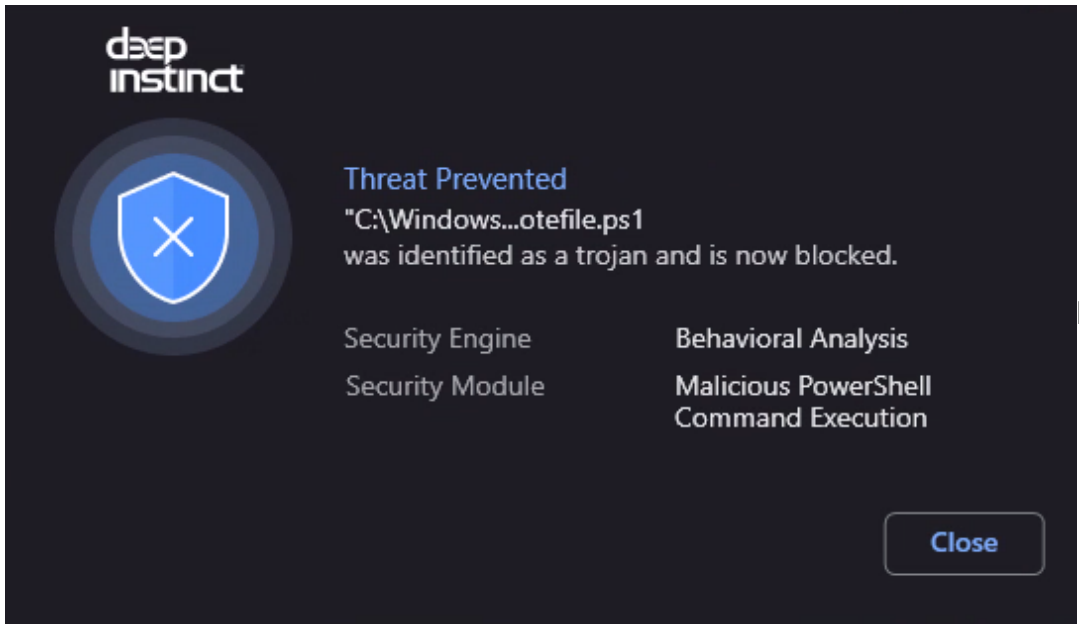 deep
instinct
Threat Prevented
"C:\Windows...otefile.ps1
was identified as a trojan and is now blocked.
Security Engine Behavioral Analysis
Security Module Malicious PowerShell
Command Execution
Close